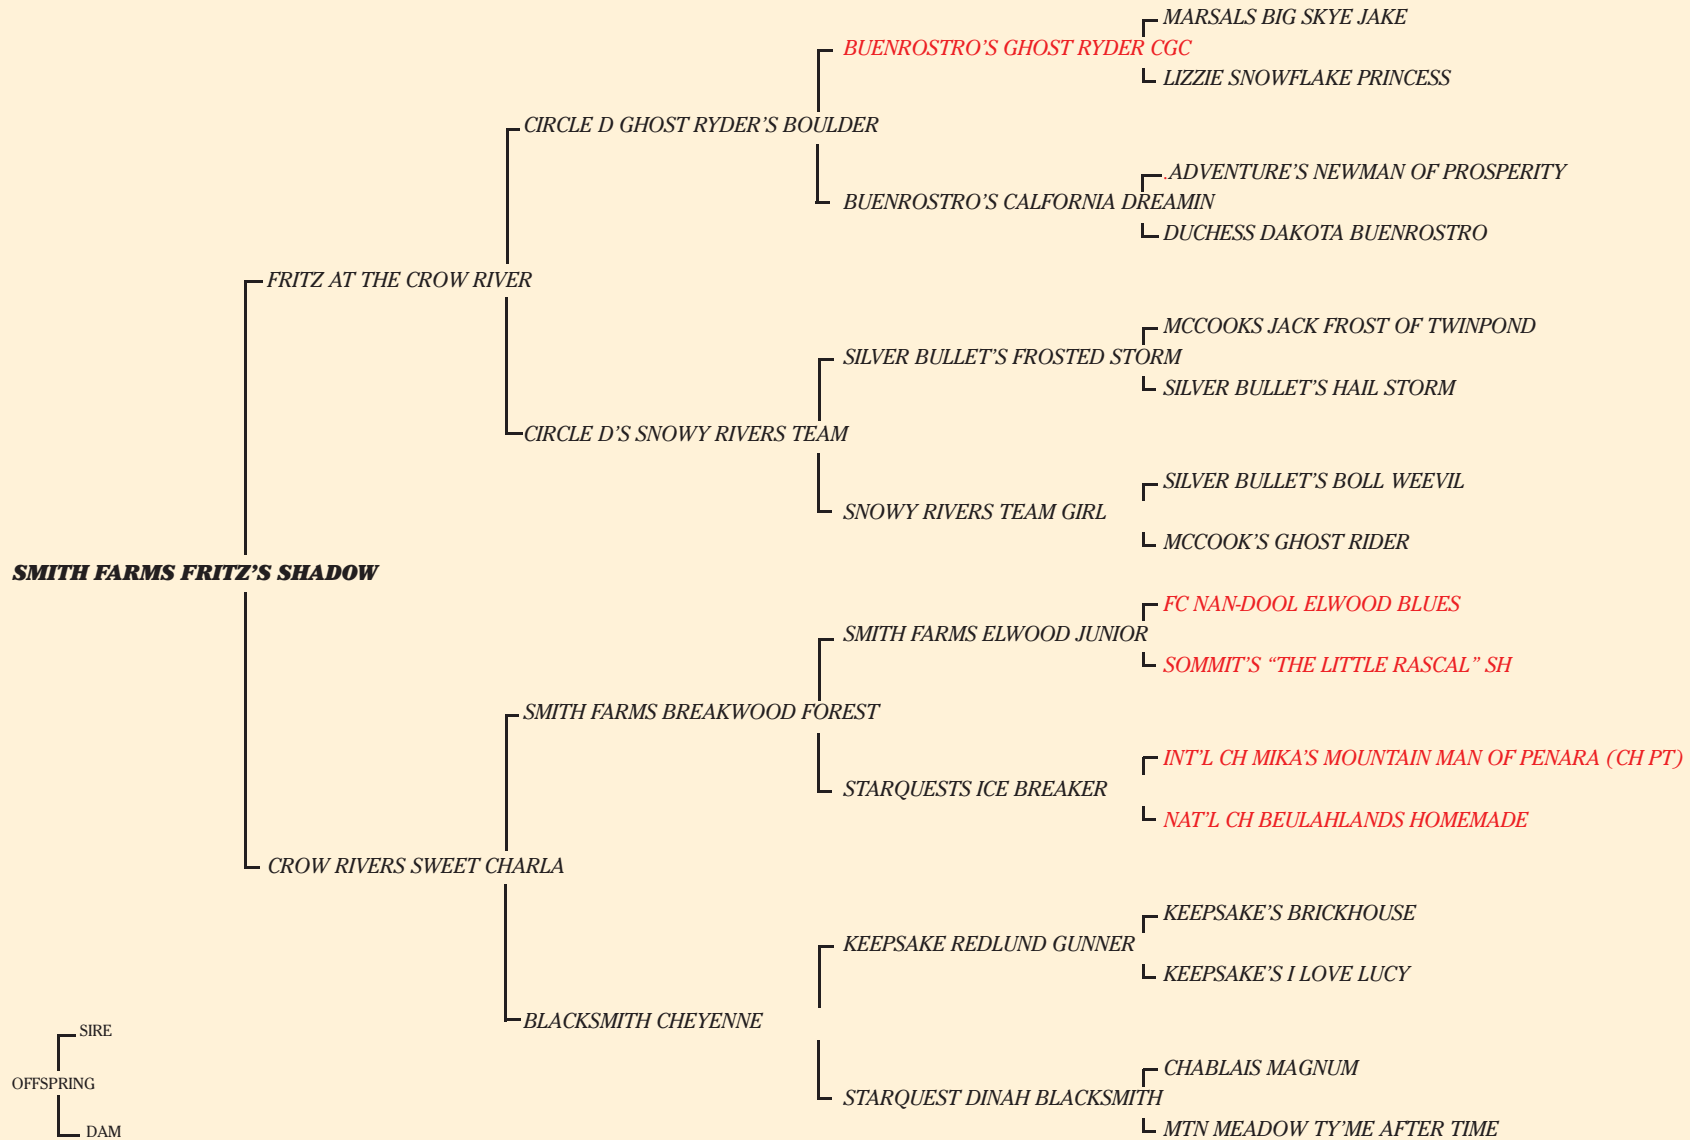 MARSALS BIG SKYE JAKE
BUENROSTRO’S GHOST RYDER CGC
LIZZIE SNOWFLAKE PRINCESS
CIRCLE D GHOST RYDER’S BOULDER
.ADVENTURE’S NEWMAN OF PROSPERITY
BUENROSTRO’S CALFORNIA DREAMIN
DUCHESS DAKOTA BUENROSTRO
FRITZ AT THE CROW RIVER
MCCOOKS JACK FROST OF TWINPOND
SILVER BULLET’S FROSTED STORM
SILVER BULLET’S HAIL STORM
CIRCLE D’S SNOWY RIVERS TEAM
SILVER BULLET’S BOLL WEEVIL
SNOWY RIVERS TEAM GIRL
MCCOOK’S GHOST RIDER
SMITH FARMS FRITZ’S SHADOW
FC NAN-DOOL ELWOOD BLUES
SMITH FARMS ELWOOD JUNIOR
SOMMIT’S “THE LITTLE RASCAL” SH
SMITH FARMS BREAKWOOD FOREST
INT’L CH MIKA’S MOUNTAIN MAN OF PENARA (CH PT)
STARQUESTS ICE BREAKER
NAT’L CH BEULAHLANDS HOMEMADE
CROW RIVERS SWEET CHARLA
KEEPSAKE’S BRICKHOUSE
KEEPSAKE REDLUND GUNNER
KEEPSAKE’S I LOVE LUCY
BLACKSMITH CHEYENNE
CHABLAIS MAGNUM
STARQUEST DINAH BLACKSMITH
MTN MEADOW TY’ME AFTER TIME
SIRE
OFFSPRING
DAM